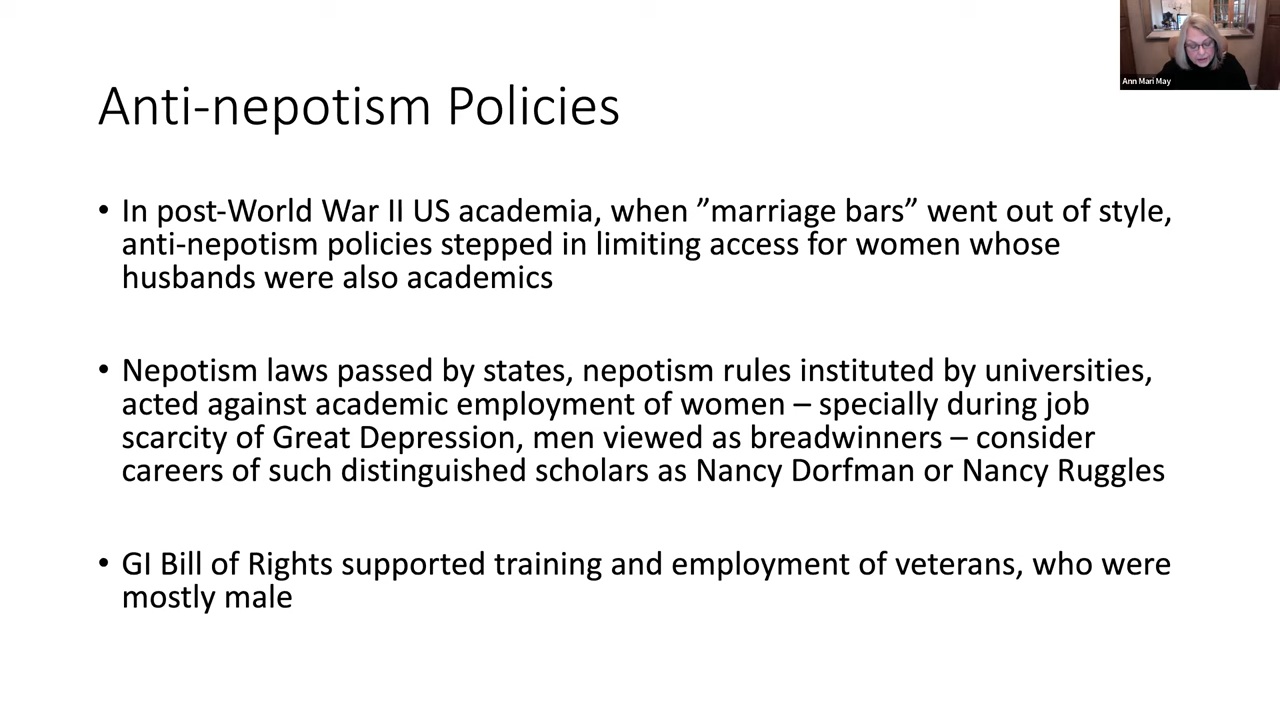 Ann Mari May
Anti-nepotism Policies
• In post-World War II US academia, when ”marriage bars” went out of style,
anti-nepotism policies stepped in limiting access for women whose
husbands were also academics
• Nepotism laws passed by states, nepotism rules instituted by universities,
acted against academic employment of women – specially during job
scarcity of Great Depression, men viewed as breadwinners – consider
careers of such distinguished scholars as Nancy Dorfman or Nancy Ruggles
• GI Bill of Rights supported training and employment of veterans, who were
mostly male